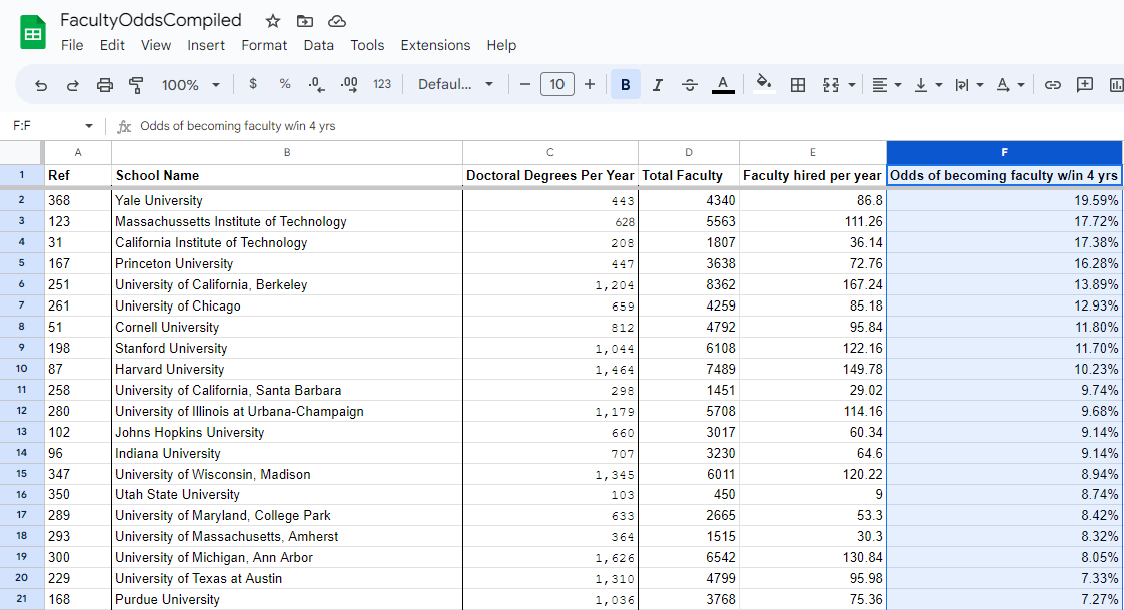 FacultyOddsCompiled
File Edit View Insert Format Data Tools Extensions Help
100% $ % .0 .00 123 Defaul... − 10 + B I S A A
F:F fx Odds of becoming faculty w/in 4 yrs
A B C D E F
1 Ref School Name Doctoral Degrees Per Year Total Faculty Faculty hired per year Odds of becoming faculty w/in 4 yrs
2 368 Yale University 443 4340 86.8 19.59%
3 123 Massachussetts Institute of Technology 628 5563 111.26 17.72%
4 31 California Institute of Technology 208 1807 36.14 17.38%
5 167 Princeton University 447 3638 72.76 16.28%
6 251 University of California, Berkeley 1,204 8362 167.24 13.89%
7 261 University of Chicago 659 4259 85.18 12.93%
8 51 Cornell University 812 4792 95.84 11.80%
9 198 Stanford University 1,044 6108 122.16 11.70%
10 87 Harvard University 1,464 7489 149.78 10.23%
11 258 University of California, Santa Barbara 298 1451 29.02 9.74%
12 280 University of Illinois at Urbana-Champaign 1,179 5708 114.16 9.68%
13 102 Johns Hopkins University 660 3017 60.34 9.14%
14 96 Indiana University 707 3230 64.6 9.14%
15 347 University of Wisconsin, Madison 1,345 6011 120.22 8.94%
16 350 Utah State University 103 450 9 8.74%
17 289 University of Maryland, College Park 633 2665 53.3 8.42%
18 293 University of Massachusetts, Amherst 364 1515 30.3 8.32%
19 300 University of Michigan, Ann Arbor 1,626 6542 130.84 8.05%
20 229 University of Texas at Austin 1,310 4799 95.98 7.33%
21 168 Purdue University 1,036 3768 75.36 7.27%